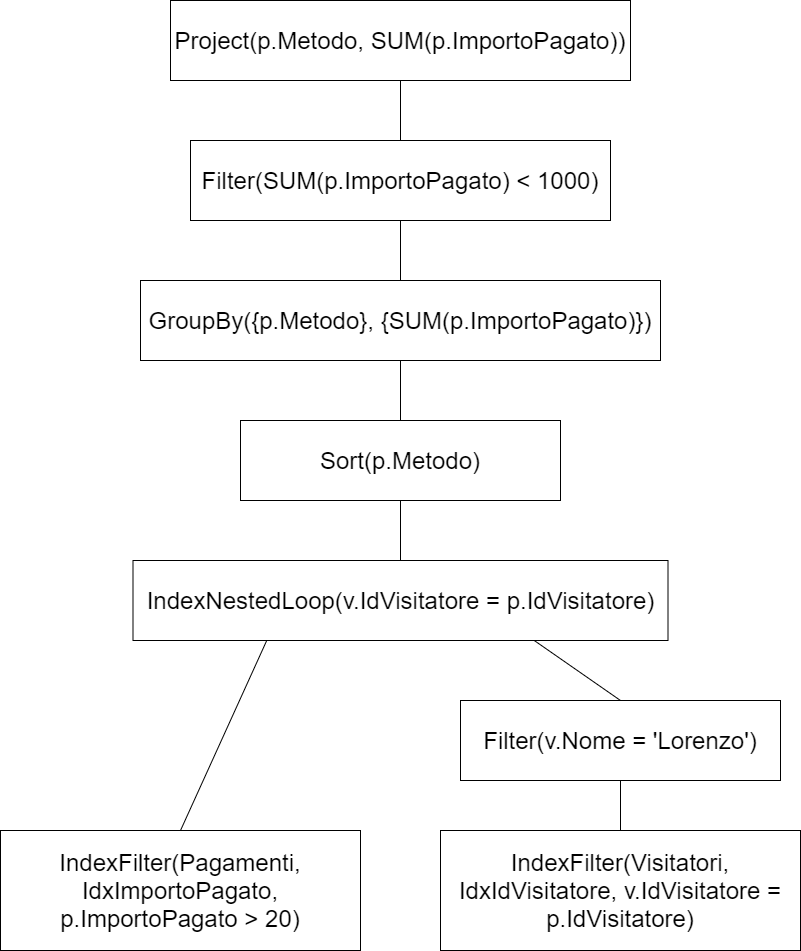 Project(p.Metodo, SUM(p.ImportoPagato))
Filter(SUM(p.ImportoPagato) < 1000)
GroupBy({p.Metodo}, {SUM(p.ImportoPagato)})
Sort(p.Metodo)
IndexNestedLoop(v.IdVisitatore = p.IdVisitatore)
Filter(v.Nome = 'Lorenzo')
IndexFilter(Pagamenti,
IdxImportoPagato,
p.ImportoPagato > 20)
IndexFilter(Visitatori,
IdxIdVisitatore, v.IdVisitatore =
p.IdVisitatore)